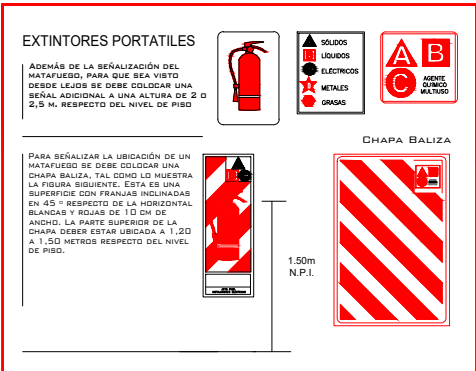 EXTINTORES PORTATILES
ADEMÁS DE LA SEÑALIZACIÓN DEL
MATAFUEGO, PARA QUE SEA VISTO
DESDE LEJOS SE DEBE COLOCAR UNA
SEÑAL ADICIONAL A UNA ALTURA DE 2 O
2,5 M. RESPECTO DEL NIVEL DE PISO
SÓLIDOS
LÍQUIDOS
ELÉCTRICOS
METALES
GRASAS
A B
C AGENTE
QUIMICO
MULTIUSO
CHAPA BALIZA
PARA SEÑALIZAR LA UBICACIÓN DE UN
MATAFUEGO SE DEBE COLOCAR UNA
CHAPA BALIZA, TAL COMO LO MUESTRA
LA FIGURA SIGUIENTE. ESTA ES UNA
SUPERFICIE CON FRANJAS INCLINADAS
EN 45 º RESPECTO DE LA HORIZONTAL
BLANCAS Y ROJAS DE 10 CM DE
ANCHO. LA PARTE SUPERIOR DE LA
CHAPA DEBER ESTAR UBICADA A 1,20
A 1,50 METROS RESPECTO DEL NIVEL
DE PISO.
1.50m
N.P.I.